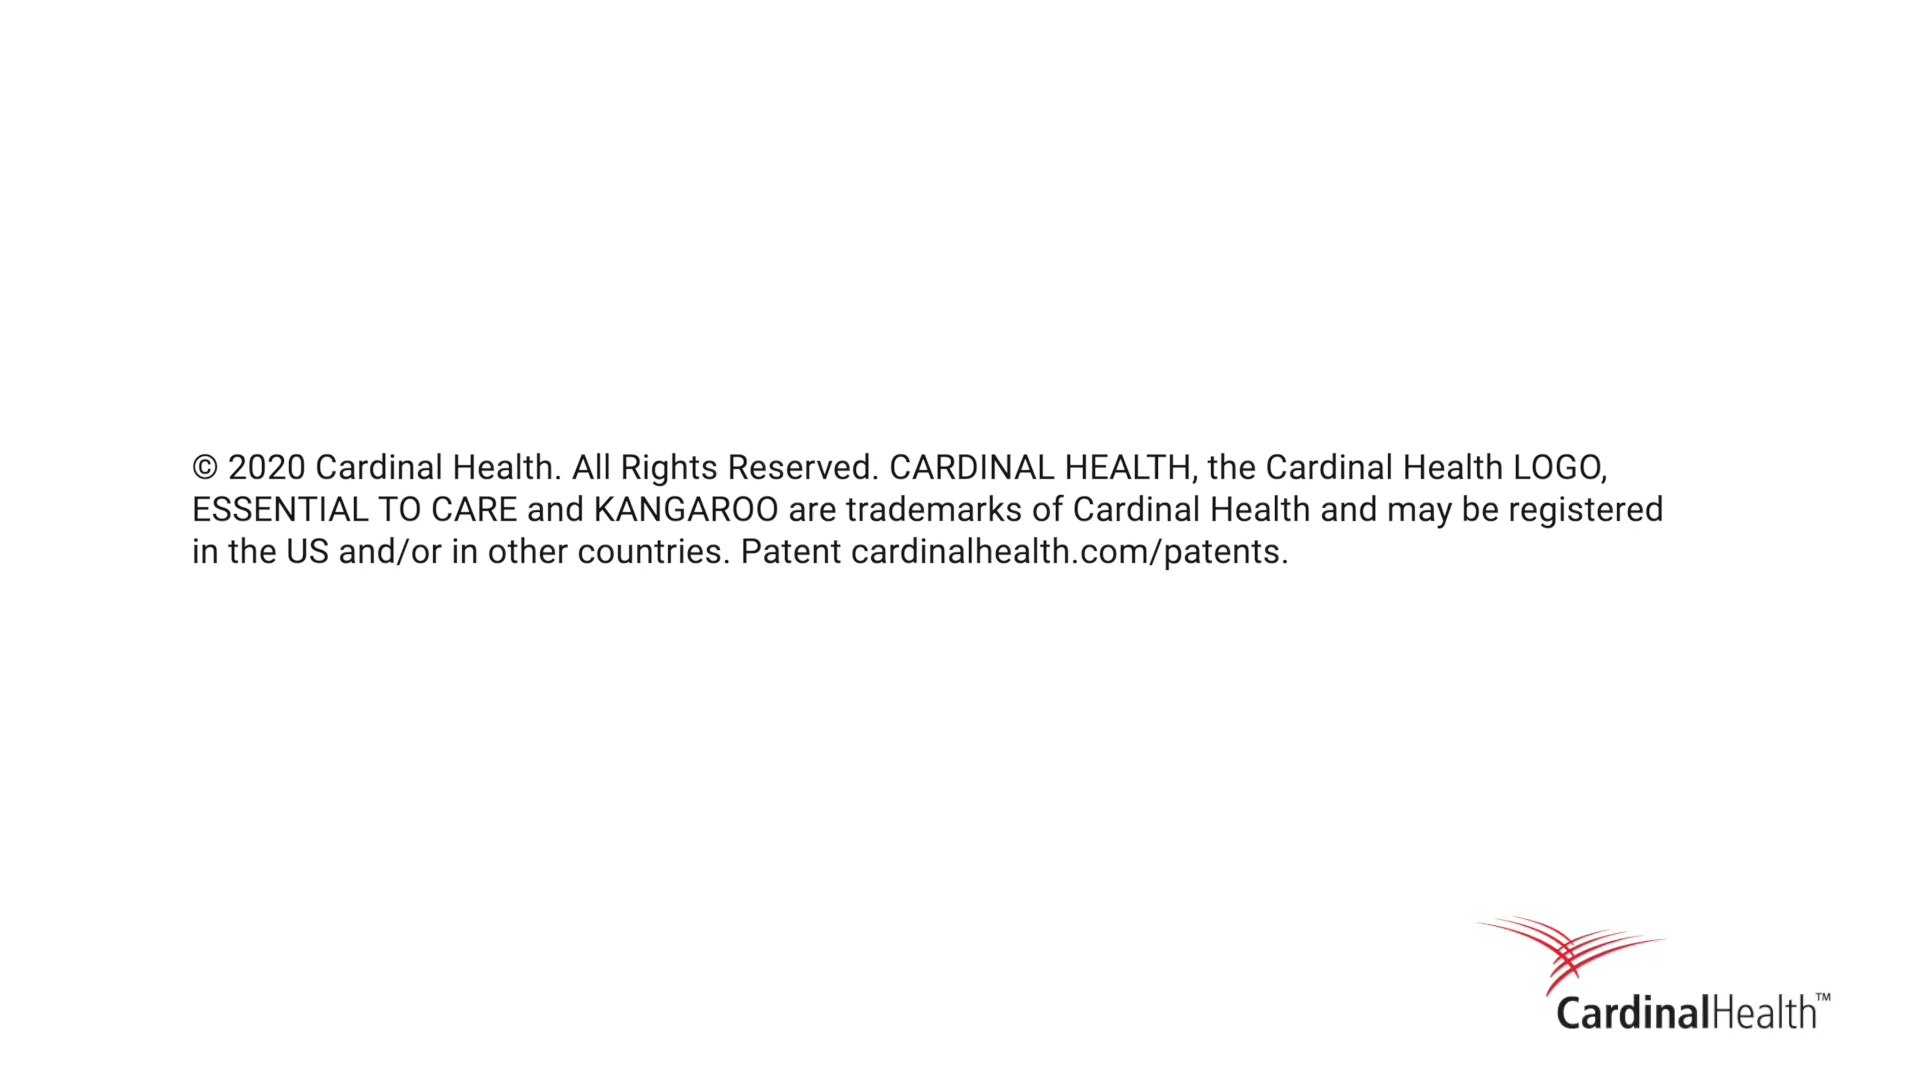 © 2020 Cardinal Health. All Rights Reserved. CARDINAL HEALTH, the Cardinal Health LOGO,
ESSENTIAL TO CARE and KANGAROO are trademarks of Cardinal Health and may be registered
in the US and/or in other countries. Patent cardinalhealth.com/patents.
CardinalHealth™